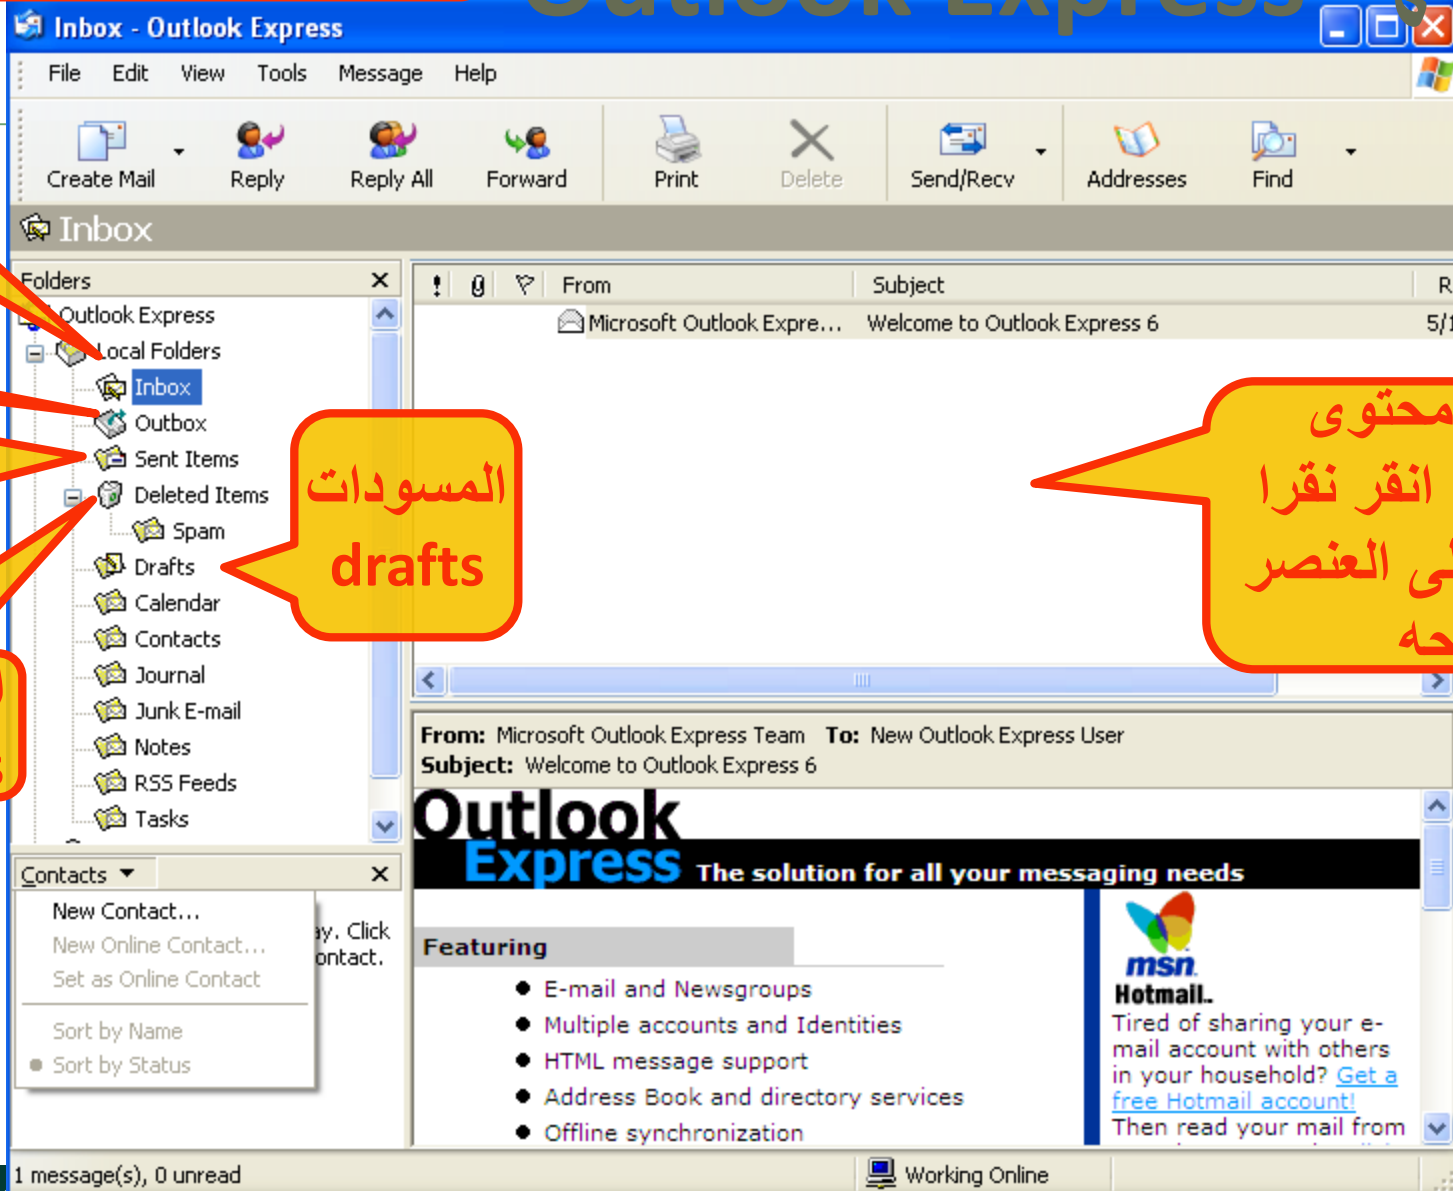 Outlook Express
Inbox - Outlook Express
File Edit View Tools Message Help
Create Mail Reply Reply All Forward Print Delete Send/Recv Addresses Find
Inbox
Folders
From Subject
Outlook Express
Microsoft Outlook Expre... Welcome to Outlook Express 6
Local Folders
Inbox
Outbox
Sent Items
Deleted Items
Spam
Drafts
Calendar
Contacts
Journal
Junk E-mail
Notes
RSS Feeds
Tasks
المسودات
drafts
محتوى
انقر نقرا
العنصر
From: Microsoft Outlook Express Team To: New Outlook Express User
Subject: Welcome to Outlook Express 6
Outlook
Express The solution for all your messaging needs
Contacts
New Contact...
New Online Contact...
Set as Online Contact
Sort by Name
Sort by Status
Click
Featuring
E-mail and Newsgroups
Multiple accounts and Identities
HTML message support
Address Book and directory services
Offline synchronization
msn
Hotmail
Tired of sharing your e-
mail account with others
in your household? Get a
free Hotmail account!
Then read your mail from
1 message(s), 0 unread
Working Online